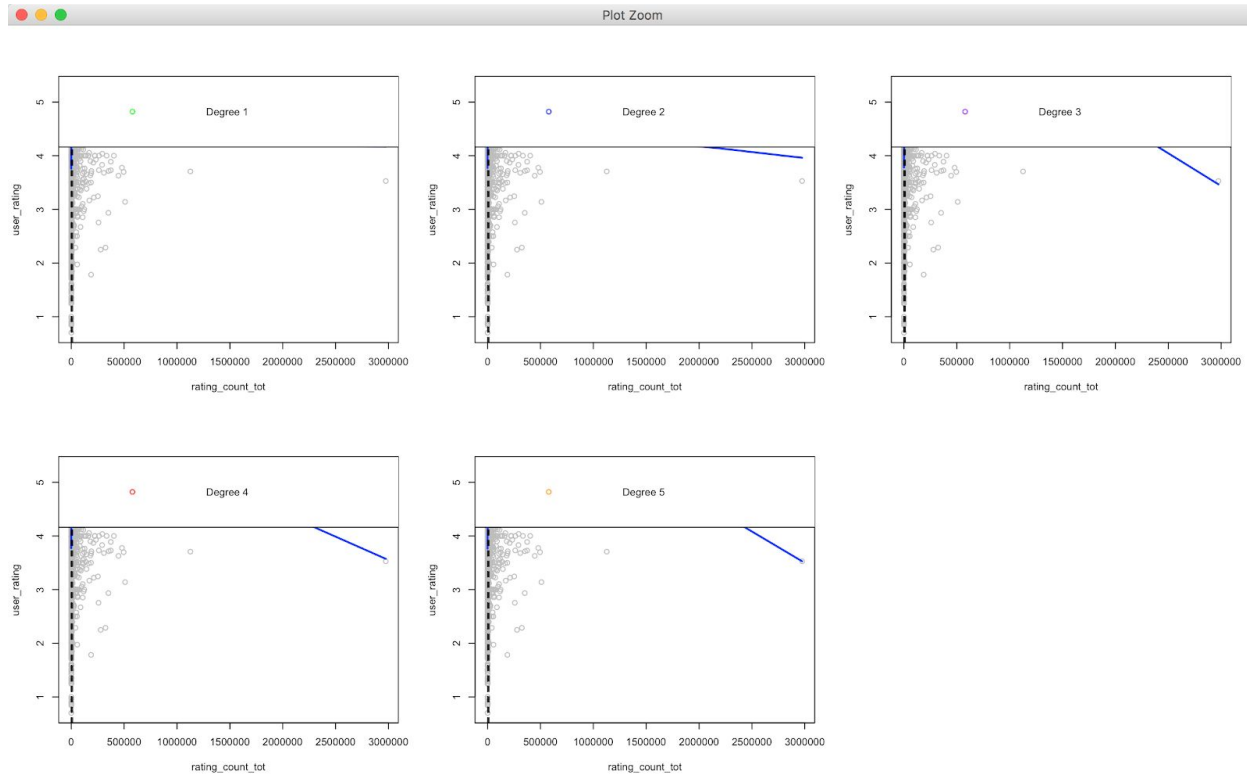 Plot Zoom
Degree 1
user_rating
1 2 3 4 5
0 500000 1000000 1500000 2000000 2500000 3000000
rating_count_tot
Degree 2
user_rating
1 2 3 4 5
0 500000 1000000 1500000 2000000 2500000 3000000
rating_count_tot
Degree 3
user_rating
1 2 3 4 5
0 500000 1000000 1500000 2000000 2500000 3000000
rating_count_tot
Degree 4
user_rating
1 2 3 4 5
0 500000 1000000 1500000 2000000 2500000 3000000
rating_count_tot
Degree 5
user_rating
1 2 3 4 5
0 500000 1000000 1500000 2000000 2500000 3000000
rating_count_tot